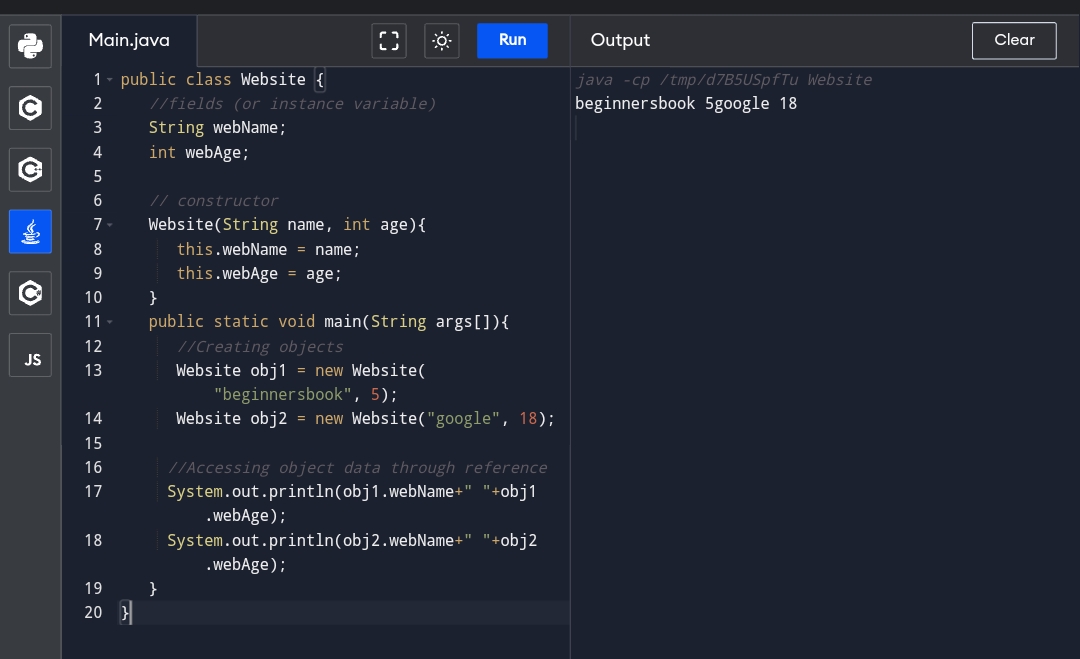 Main.java
Run
Output
Clear
JS
1 public class Website {
2 //fields (or instance variable)
3 String webName;
4 int webAge;
5
6 // constructor
7 Website(String name, int age){
8 this.webName = name;
9 this.webAge = age;
10 }
11 public static void main(String args[]){
12 //Creating objects
13 Website obj1 = new Website(
"beginnersbook", 5);
14 Website obj2 = new Website("google", 18);
15
16 //Accessing object data through reference
17 System.out.println(obj1.webName+" "+obj1
.webAge);
18 System.out.println(obj2.webName+" "+obj2
.webAge);
19 }
20 }
java -cp /tmp/d7B5USpfTu Website
beginnersbook 5google 18